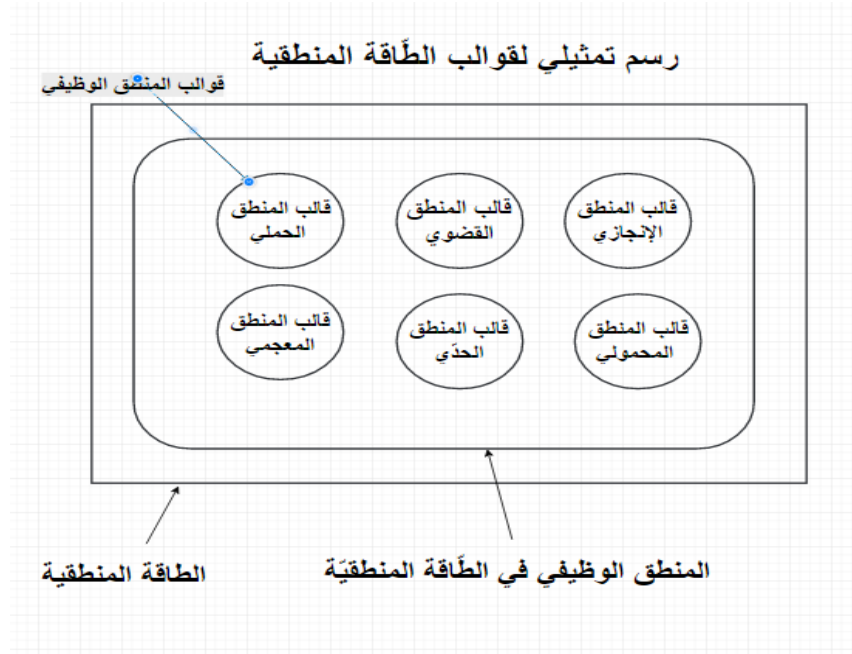 رسم تمثيلي لقوالب الطّاقة المنطقية
قوالب المنطق الوظيفي
قالب المنطق
الإنجازي
قالب المنطق
القضوي
قالب المنطق
الحملي
قالب المنطق
المحمولي
قالب المنطق
الحدّي
قالب المنطق
المعجمي
المنطق الوظيفي في الطّاقة المنطقيّة
الطاقة المنطقية